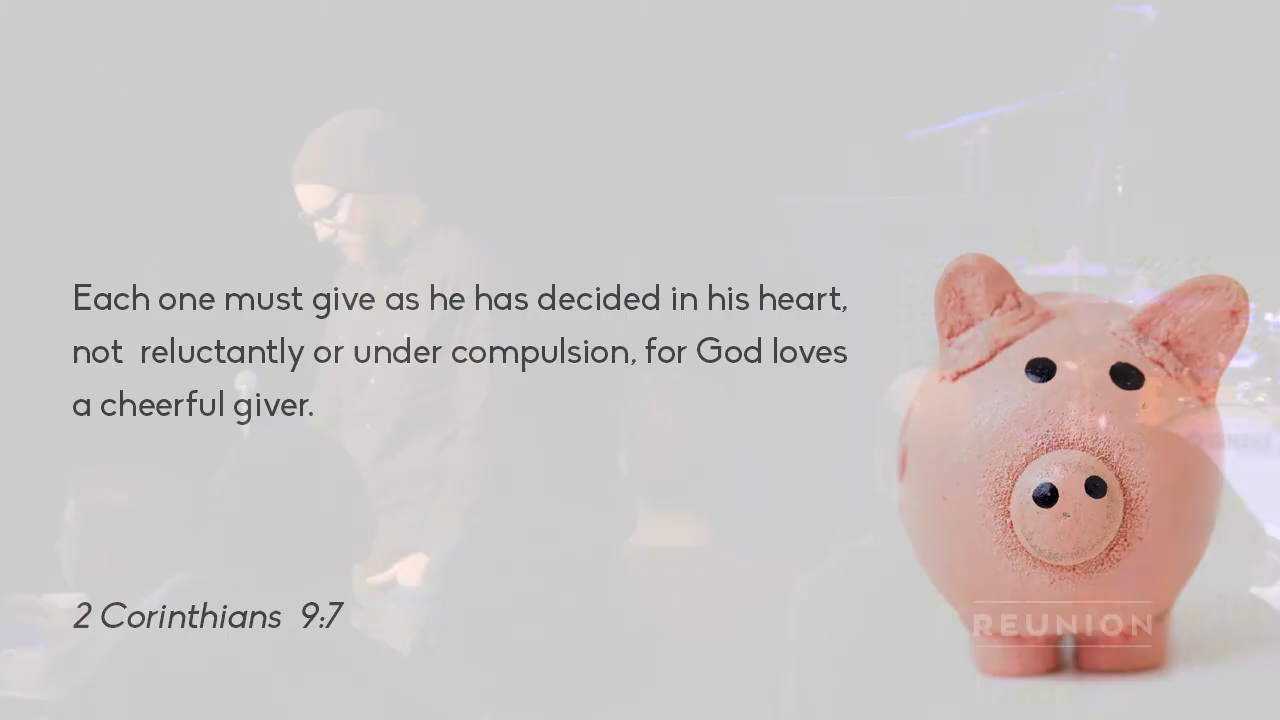 Each one must give as he has decided in his heart,
not reluctantly or under compulsion, for God loves
a cheerful giver.
2 Corinthians 9:7
REUNION